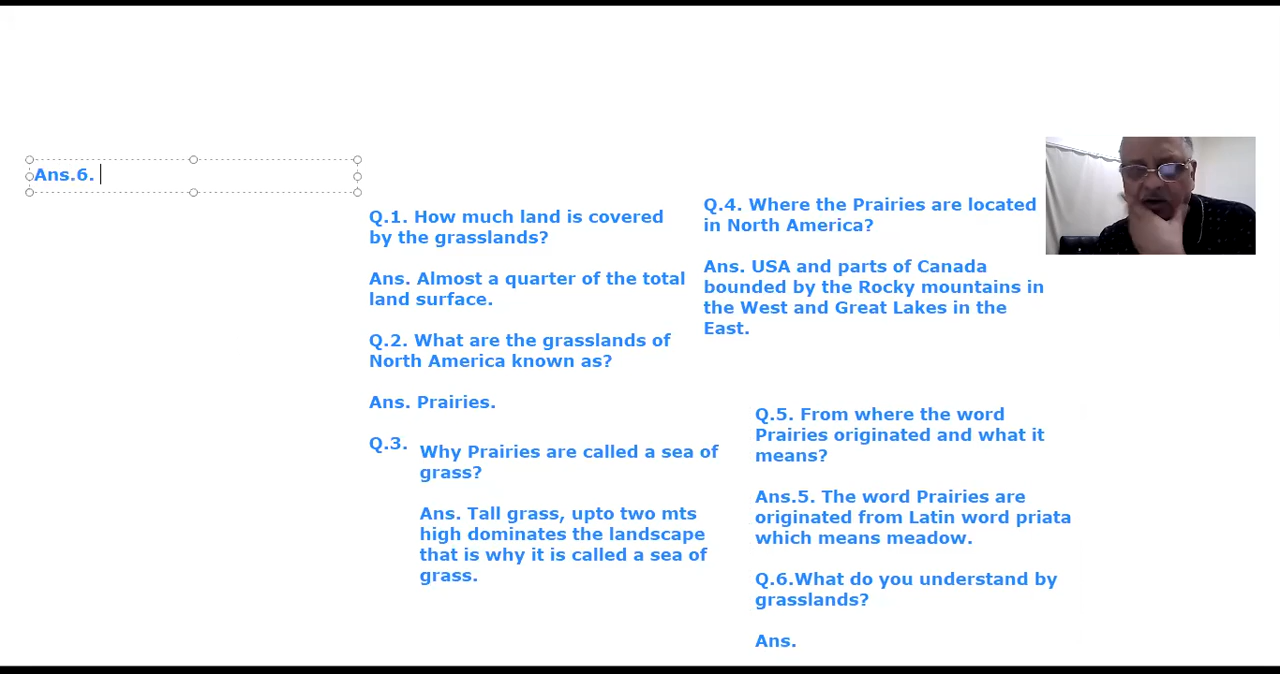 Ans.6.
Q.1. How much land is covered
by the grasslands?
Ans. Almost a quarter of the total
land surface.
Q.2. What are the grasslands of
North America known as?
Ans. Prairies.
Q.3.
Why Prairies are called a sea of
grass?
Ans. Tall grass, upto two mts
high dominates the landscape
that is why it is called a sea of
grass.
Q.4. Where the Prairies are located
in North America?
Ans. USA and parts of Canada
bounded by the Rocky mountains in
the West and Great Lakes in the
East.
Q.5. From where the word
Prairies originated and what it
means?
Ans.5. The word Prairies are
originated from Latin word priata
which means meadow.
Q.6.What do you understand by
grasslands?
Ans.